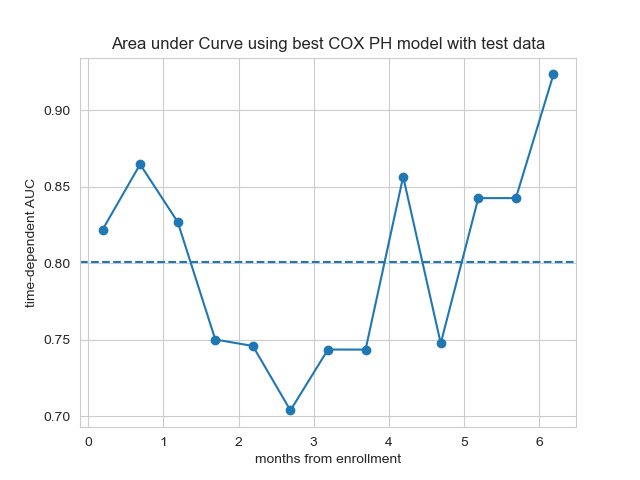 Area under Curve using best COX PH model with test data
time-dependent AUC
0.90
0.85
0.80
0.75
0.70
0 1 2 3 4 5 6
months from enrollment